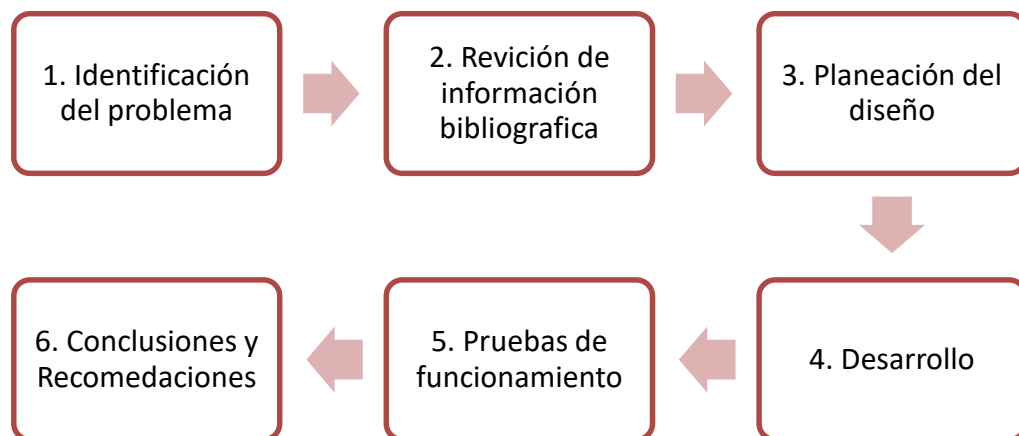 1. Identificación
del problema
2. Revición de
información
bibliografica
3. Planeación del
diseño
4. Desarrollo
5. Pruebas de
funcionamiento
6. Conclusiones y
Recomedaciones